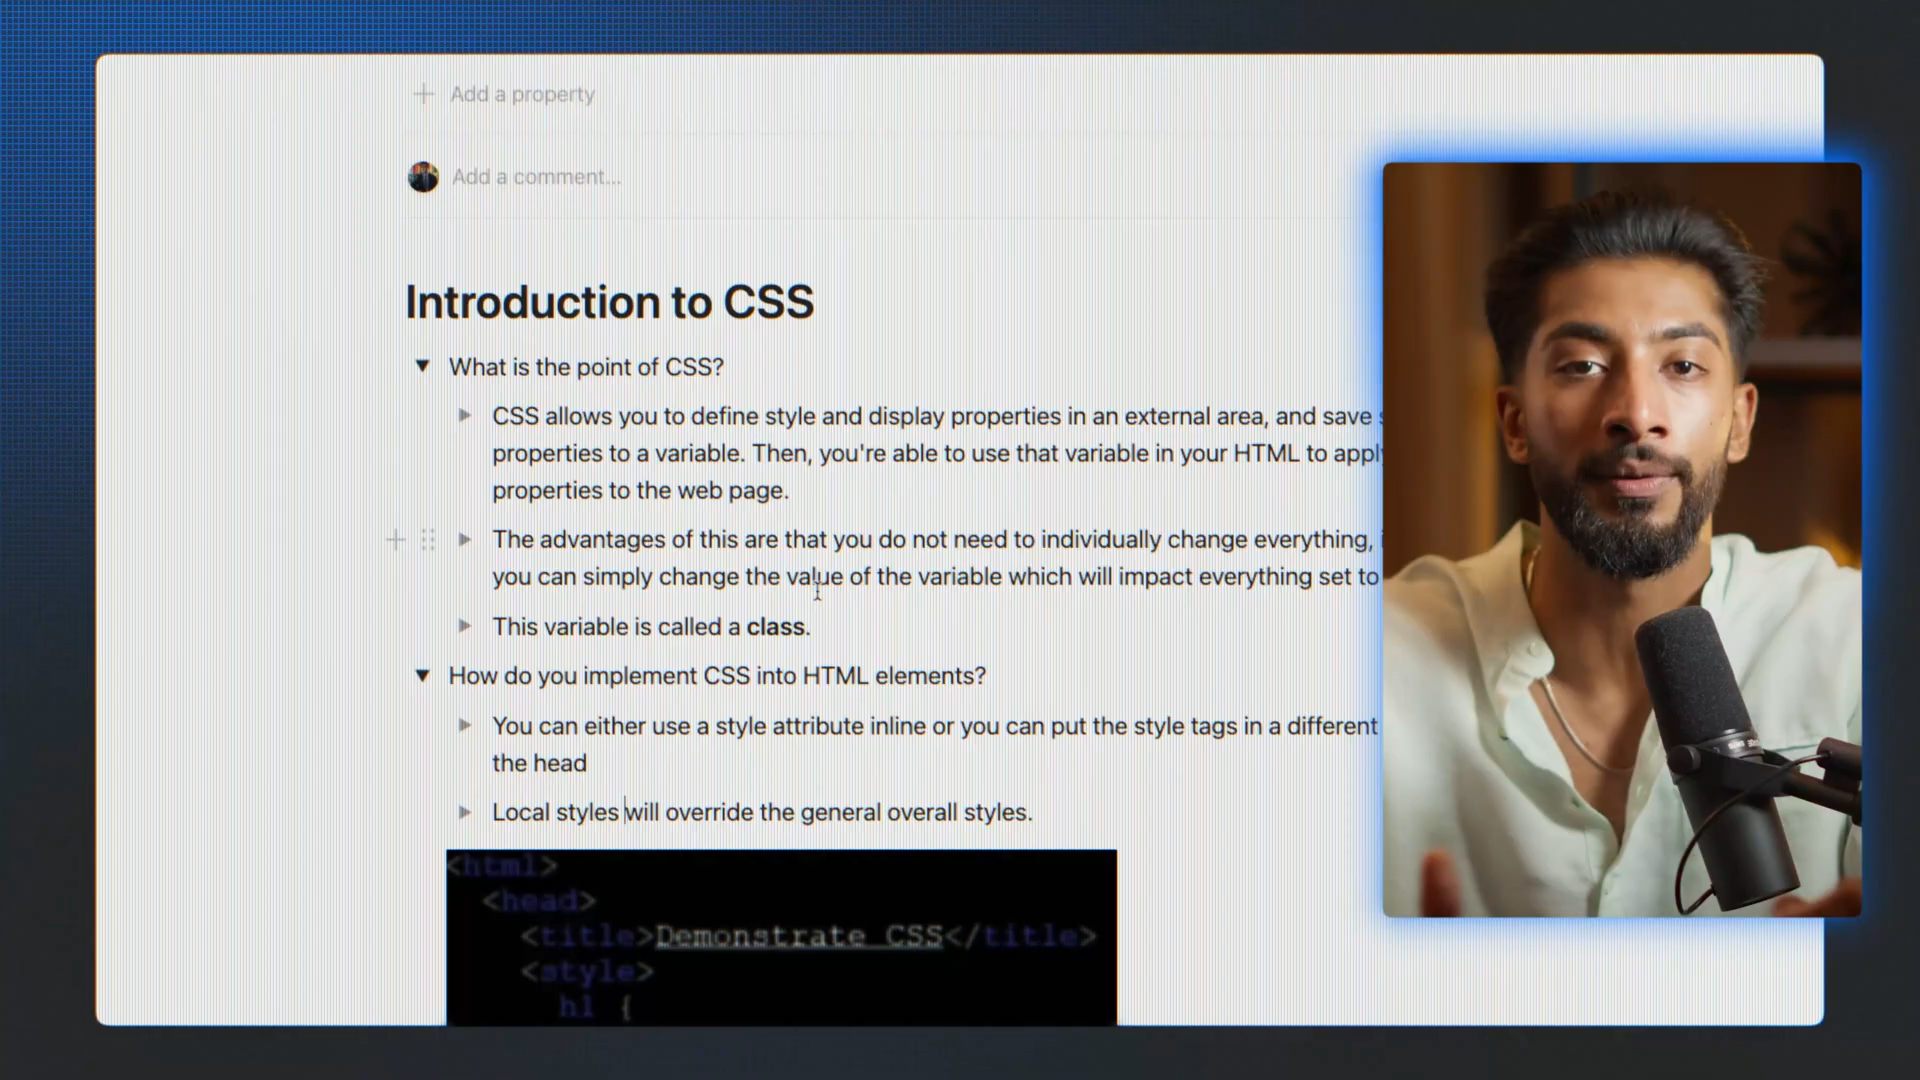 Add a property
Add a comment...
Introduction to CSS
What is the point of CSS?
CSS allows you to define style and display properties in an external area, and save
properties to a variable. Then, you're able to use that variable in your HTML to apply
properties to the web page.
The advantages of this are that you do not need to individually change everything,
you can simply change the value of the variable which will impact everything set to
This variable is called a class.
How do you implement CSS into HTML elements?
You can either use a style attribute inline or you can put the style tags in a different
the head
Local styles will override the general overall styles.
<html>
<head>
<title>Demonstrate CSS</title>
<style>
h1 {